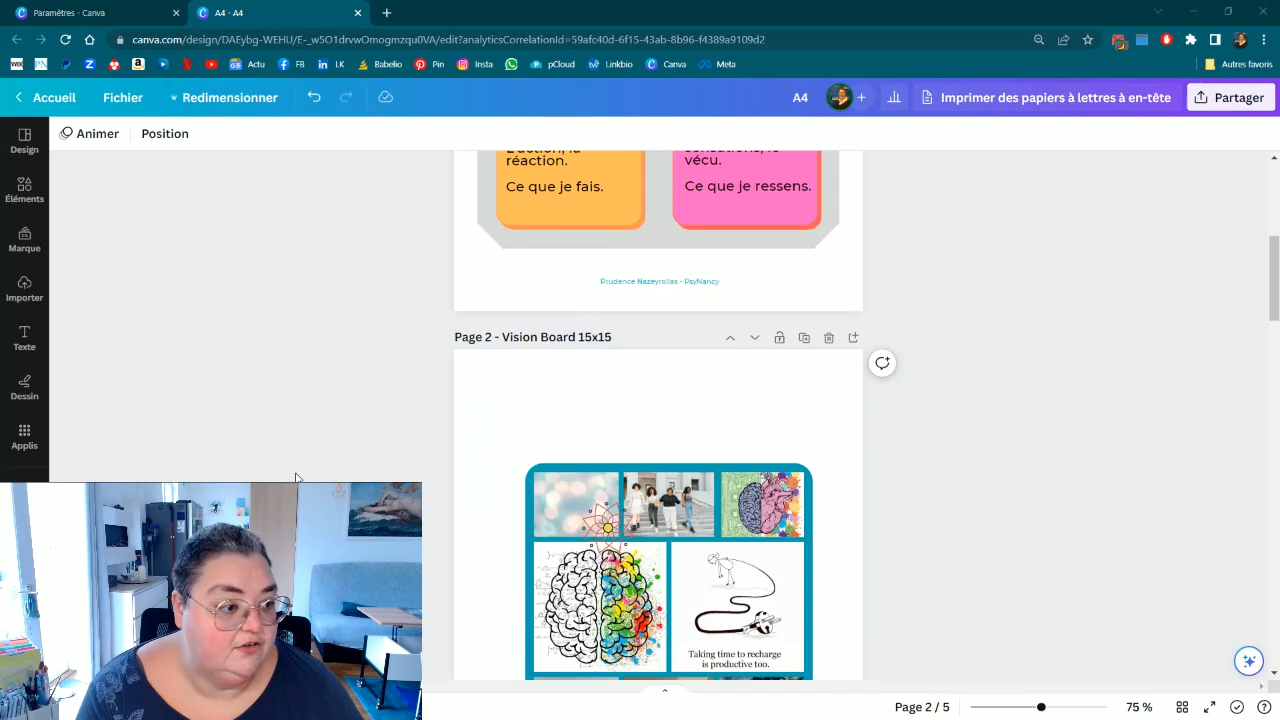 Paramètres - Canva
A4 - A4
canva.com/design/DAEybg-WEHU/E-_w5O1drvwOmogmzqu0VA/edit?analyticsCorrelationId=59afc40d-6f15-43ab-8b96-f4389a9109d2
Actu
FB
LK
Babelio
Pin
Insta
pCloud
Linkbio
Canva
Meta
Autres favoris
Accueil
Fichier
Redimensionner
A4
Imprimer des papiers à lettres à en-tête
Partager
Animer
Position
Design
Éléments
Marque
Importer
Texte
Dessin
Applis
réaction.
Ce que je fais.
vécu.
Ce que je ressens.
Prudence Nazeyrollas - PsyNancy
Page 2 - Vision Board 15x15
Taking time to recharge
is productive too.
Page 2 / 5
75 %